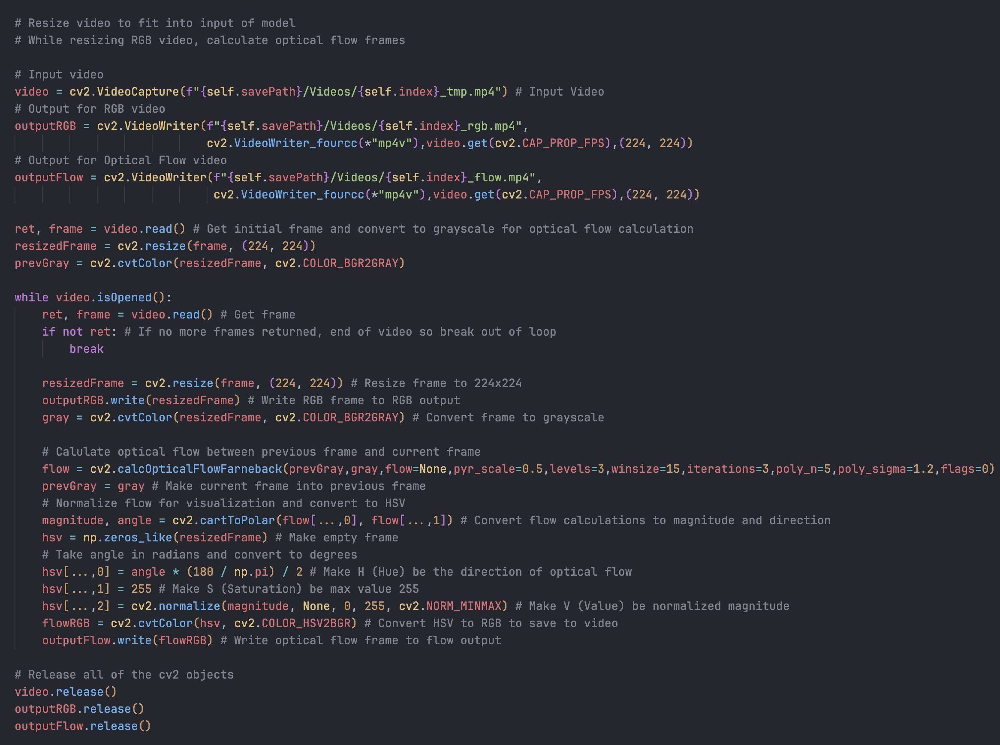 # Resize video to fit into input of model
# While resizing RGB video, calculate optical flow frames
# Input video
video = cv2.VideoCapture(f"{self.savePath}/Videos/{self.index}_tmp.mp4") # Input Video
# Output for RGB video
outputRGB = cv2.VideoWriter(f"{self.savePath}/Videos/{self.index}_rgb.mp4",
cv2.VideoWriter_fourcc(*"mp4v"),video.get(cv2.CAP_PROP_FPS),(224, 224))
# Output for Optical Flow video
outputFlow = cv2.VideoWriter(f"{self.savePath}/Videos/{self.index}_flow.mp4",
cv2.VideoWriter_fourcc(*"mp4v"),video.get(cv2.CAP_PROP_FPS),(224, 224))
ret, frame = video.read() # Get initial frame and convert to grayscale for optical flow calculation
resizedFrame = cv2.resize(frame, (224, 224))
prevGray = cv2.cvtColor(resizedFrame, cv2.COLOR_BGR2GRAY)
while video.isOpened():
    ret, frame = video.read() # Get frame
    if not ret: # If no more frames returned, end of video so break out of loop
        break
    resizedFrame = cv2.resize(frame, (224, 224)) # Resize frame to 224x224
    outputRGB.write(resizedFrame) # Write RGB frame to RGB output
    gray = cv2.cvtColor(resizedFrame, cv2.COLOR_BGR2GRAY) # Convert frame to grayscale
    # Calulate optical flow between previous frame and current frame
    flow = cv2.calcOpticalFlowFarneback(prevGray,gray,flow=None,pyr_scale=0.5,levels=3,winsize=15,iterations=3,poly_n=5,poly_sigma=1.2,flags=0)
    prevGray = gray # Make current frame into previous frame
    # Normalize flow for visualization and convert to HSV
    magnitude, angle = cv2.cartToPolar(flow[...,0], flow[...,1]) # Convert flow calculations to magnitude and direction
    hsv = np.zeros_like(resizedFrame) # Make empty frame
    # Take angle in radians and convert to degrees
    hsv[...,0] = angle * (180 / np.pi) / 2 # Make H (Hue) be the direction of optical flow
    hsv[...,1] = 255 # Make S (Saturation) be max value 255
    hsv[...,2] = cv2.normalize(magnitude, None, 0, 255, cv2.NORM_MINMAX) # Make V (Value) be normalized magnitude
    flowRGB = cv2.cvtColor(hsv, cv2.COLOR_HSV2BGR) # Convert HSV to RGB to save to video
    outputFlow.write(flowRGB) # Write optical flow frame to flow output
# Release all of the cv2 objects
video.release()
outputRGB.release()
outputFlow.release()